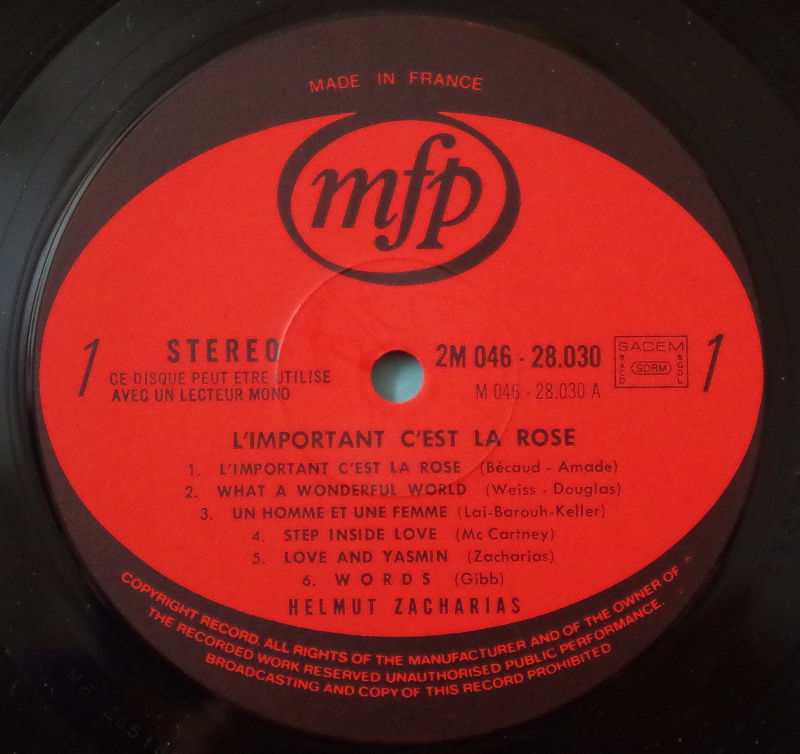 MADE IN FRANCE
mfp
1 STEREO 2M 046 - 28.030 SACEM 1
SACD SDRM SGDL
CE DISQUE PEUT ETRE UTILISE M 046 - 28.030 A
AVEC UN LECTEUR MONO
L'IMPORTANT C'EST LA ROSE
1. L'IMPORTANT C'EST LA ROSE (Bécaud - Amade)
2. WHAT A WONDERFUL WORLD (Weiss - Douglas)
3. UN HOMME ET UNE FEMME (Lai-Barouh-Keller)
4. STEP INSIDE LOVE (Mc Cartney)
5. LOVE AND YASMIN (Zacharias)
6. WORDS (Gibb)
HELMUT ZACHARIAS
COPYRIGHT RECORD. ALL RIGHTS OF THE MANUFACTURER AND OF THE OWNER OF
THE RECORDED WORK RESERVED UNAUTHORISED PUBLIC PERFORMANCE.
BROADCASTING AND COPY OF THIS RECORD PROHIBITED